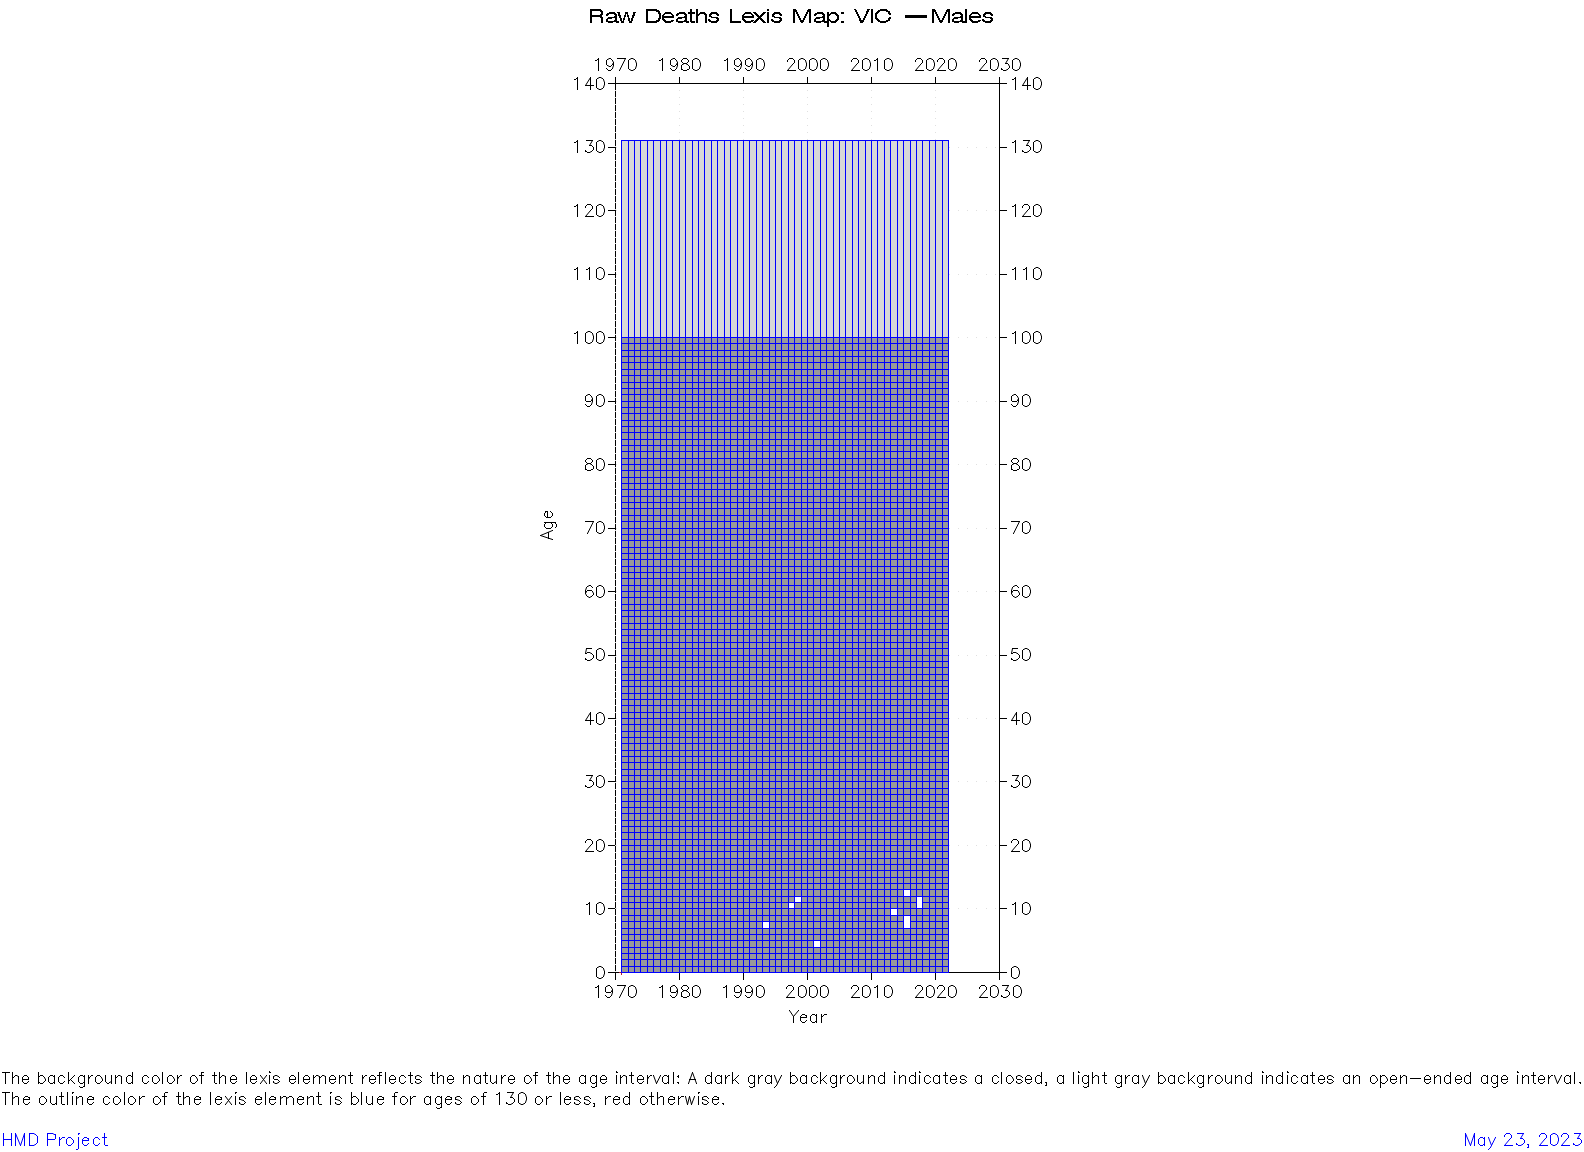 Raw Deaths Lexis Map: VIC — Males
1970 1980 1990 2000 2010 2020 2030
140 140
130 130
120 120
110 110
100 100
90 90
80 80
70 70
60 60
Age
50 50
40 40
30 30
20 20
10 10
0 0
1970 1980 1990 2000 2010 2020 2030
Year
The background color of the lexis element reflects the nature of the age interval: A dark gray background indicates a closed, a light gray background indicates an open-ended age interval.
The outline color of the lexis element is blue for ages of 130 or less, red otherwise.
HMD Project May 23, 2023